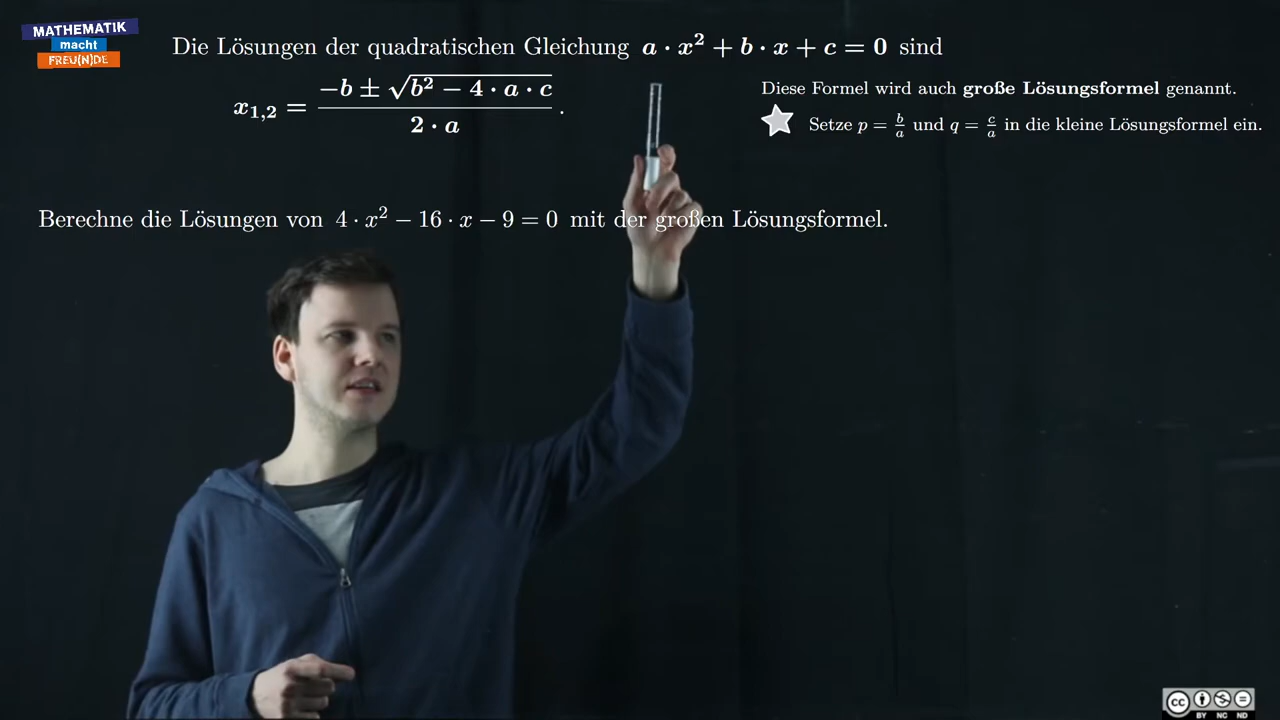 MATHEMATIK
macht
FREU(N)DE
Die Lösungen der quadratischen Gleichung a · x² + b · x + c = 0 sind
x₁,₂ = (−b ± √(b² − 4 · a · c)) / (2 · a) .
Diese Formel wird auch große Lösungsformel genannt.
Setze p = b/a und q = c/a in die kleine Lösungsformel ein.
Berechne die Lösungen von 4 · x² − 16 · x − 9 = 0 mit der großen Lösungsformel.
cc BY NC ND